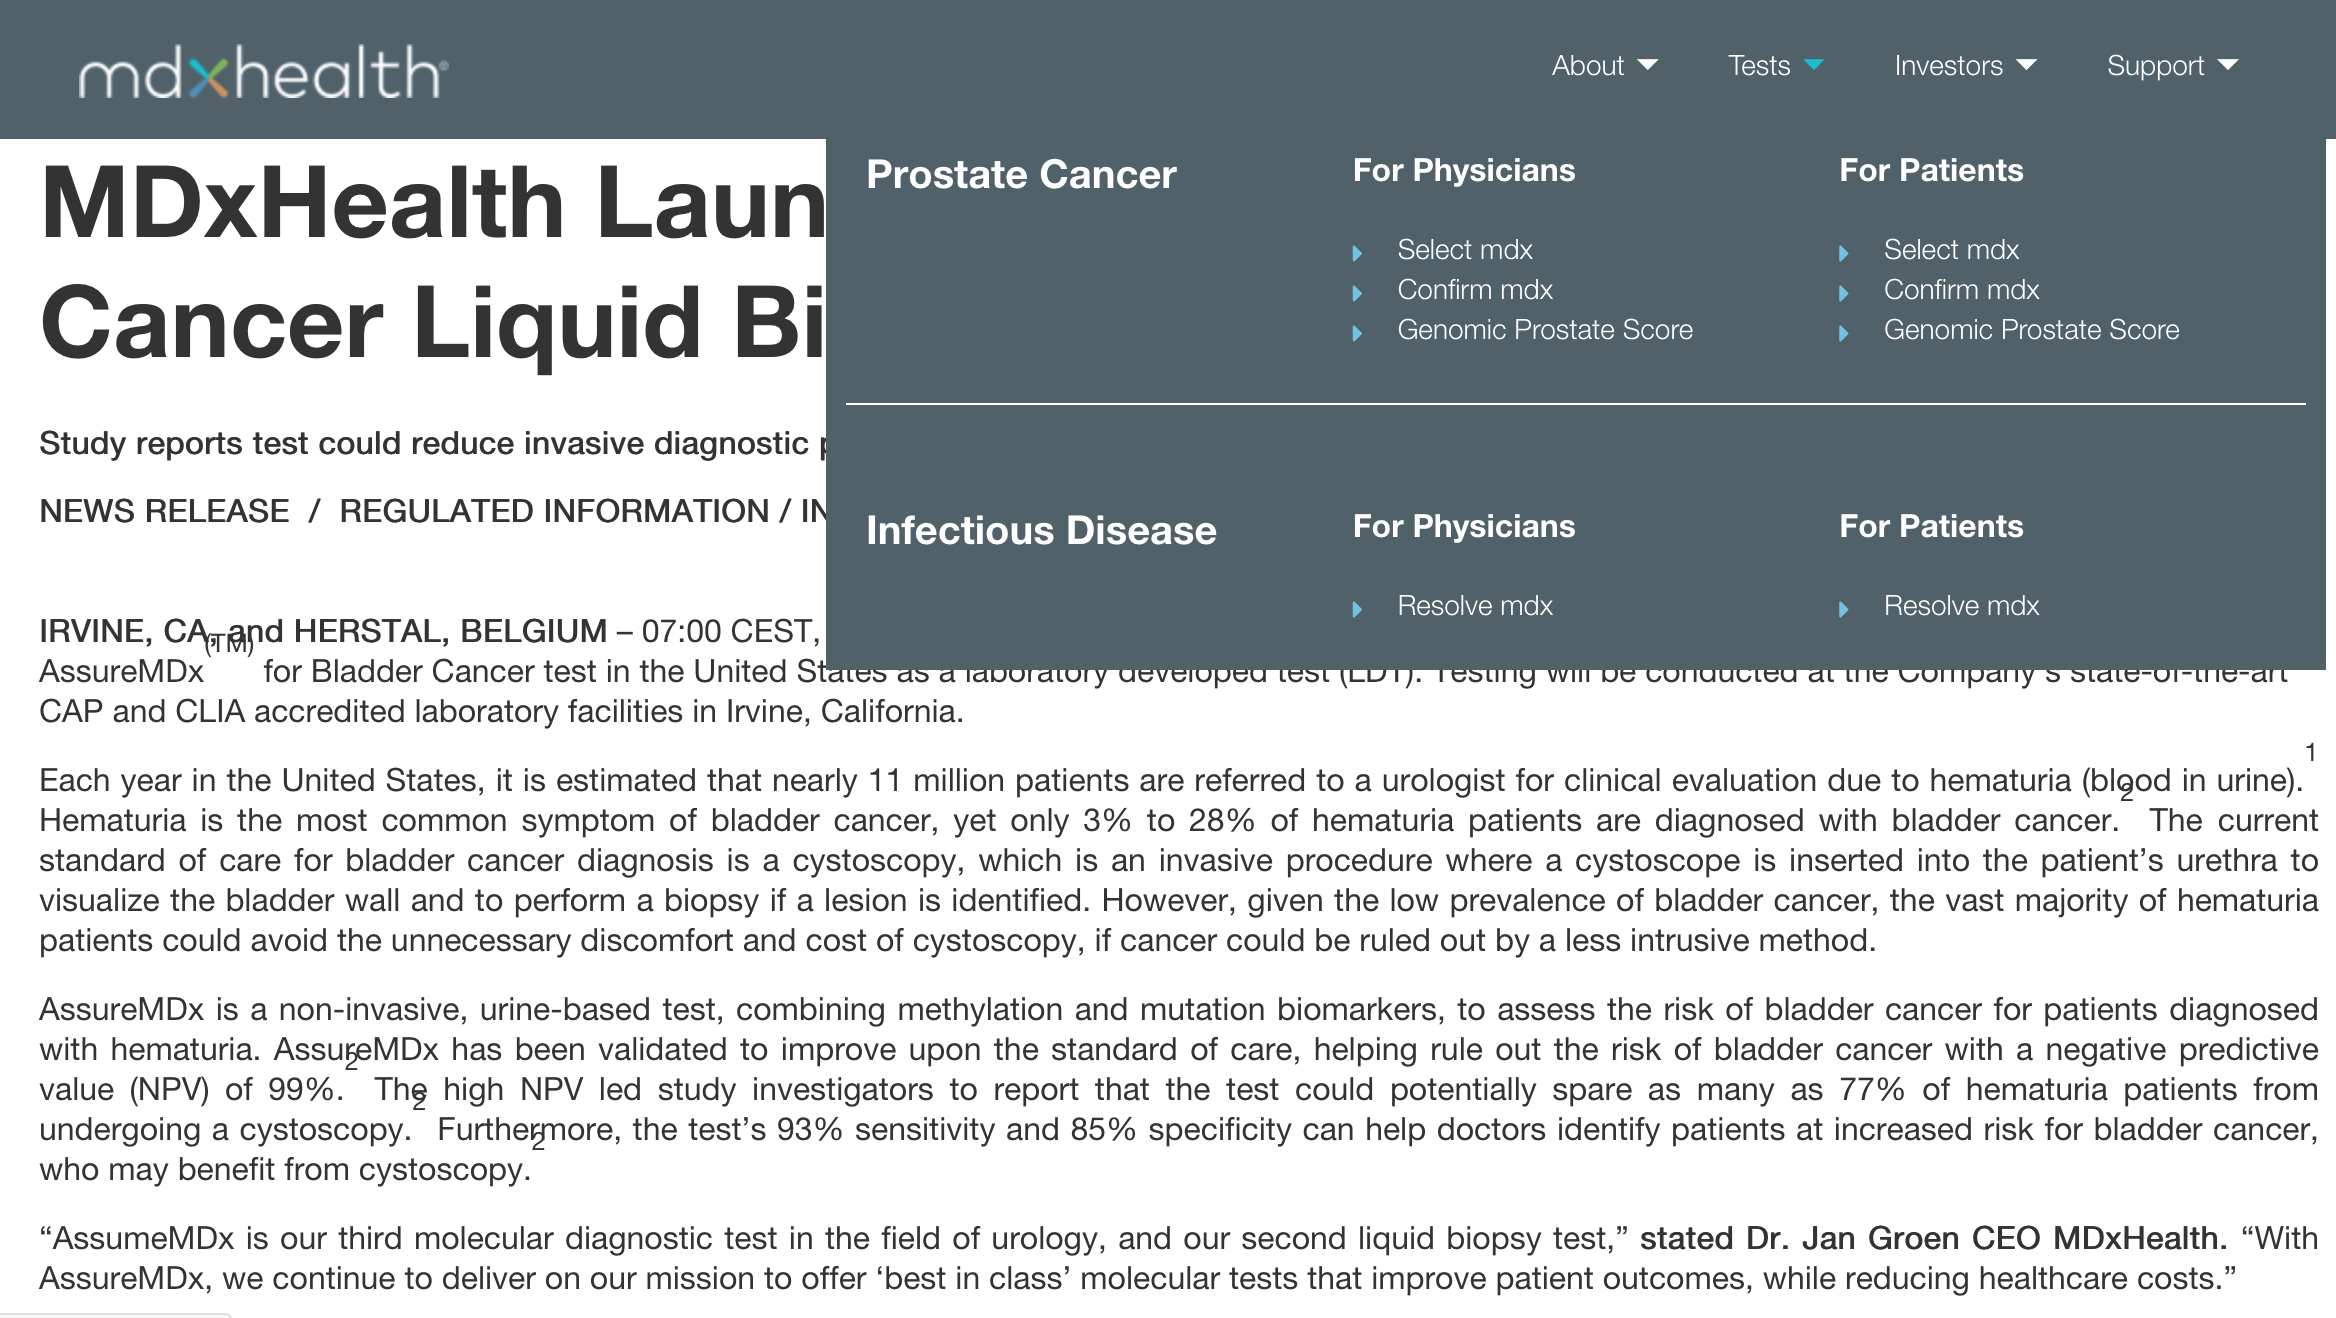 mdxhealth®
About
Tests
Investors
Support
Prostate Cancer
For Physicians
Select mdx
Confirm mdx
Genomic Prostate Score
For Patients
Select mdx
Confirm mdx
Genomic Prostate Score
Infectious Disease
For Physicians
Resolve mdx
For Patients
Resolve mdx
MDxHealth
Cancer Liquid
Study reports test could reduce invasive diagnostic
NEWS RELEASE / REGULATED INFORMATION /
IRVINE, CA, and HERSTAL, BELGIUM – 07:00 CEST,
AssureMDx(TM) for Bladder Cancer test in the United States as a laboratory developed test (LDT). Testing will be conducted at the Company's state-of-the-art
CAP and CLIA accredited laboratory facilities in Irvine, California.
Each year in the United States, it is estimated that nearly 11 million patients are referred to a urologist for clinical evaluation due to hematuria (blood in urine).1
Hematuria is the most common symptom of bladder cancer, yet only 3% to 28% of hematuria patients are diagnosed with bladder cancer.2 The current
standard of care for bladder cancer diagnosis is a cystoscopy, which is an invasive procedure where a cystoscope is inserted into the patient’s urethra to
visualize the bladder wall and to perform a biopsy if a lesion is identified. However, given the low prevalence of bladder cancer, the vast majority of hematuria
patients could avoid the unnecessary discomfort and cost of cystoscopy, if cancer could be ruled out by a less intrusive method.
AssureMDx is a non-invasive, urine-based test, combining methylation and mutation biomarkers, to assess the risk of bladder cancer for patients diagnosed
with hematuria. AssureMDx has been validated to improve upon the standard of care, helping rule out the risk of bladder cancer with a negative predictive
value (NPV) of 99%.2 The high NPV led study investigators to report that the test could potentially spare as many as 77% of hematuria patients from
undergoing a cystoscopy.2 Furthermore, the test’s 93% sensitivity and 85% specificity can help doctors identify patients at increased risk for bladder cancer,
who may benefit from cystoscopy.2
“AssumeMDx is our third molecular diagnostic test in the field of urology, and our second liquid biopsy test,” stated Dr. Jan Groen CEO MDxHealth. “With
AssureMDx, we continue to deliver on our mission to offer ‘best in class’ molecular tests that improve patient outcomes, while reducing healthcare costs.”